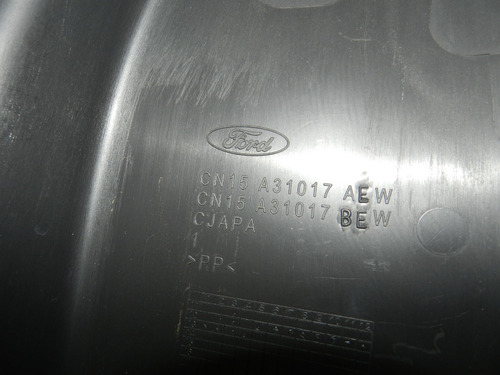 Ford
CN15 A31017 AEW
CN15 A31017 BEW
CJAPA
>PP<